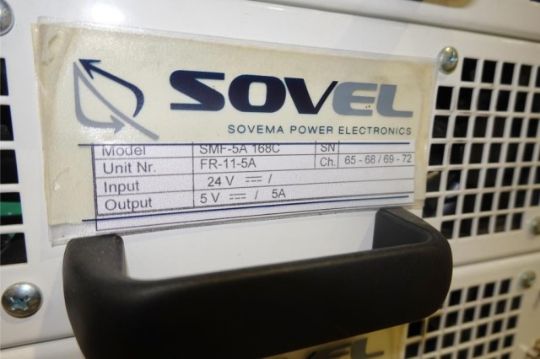 SOVEL
SOVEMA POWER ELECTRONICS
Model SMF-5A 168C SN
Unit Nr. FR-11-5A Ch. 65 - 68 / 69 - 72
Input 24 V ⎓ /
Output 5 V ⎓ / 5A